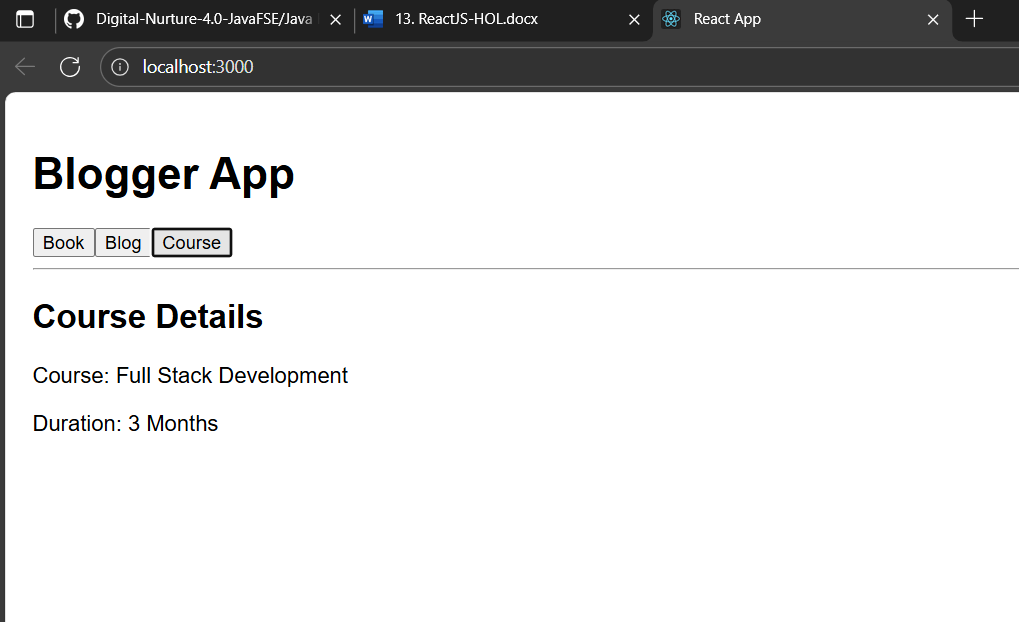 Digital-Nurture-4.0-JavaFSE/Java
13. ReactJS-HOL.docx
React App
localhost:3000
Blogger App
Book Blog Course
Course Details
Course: Full Stack Development
Duration: 3 Months